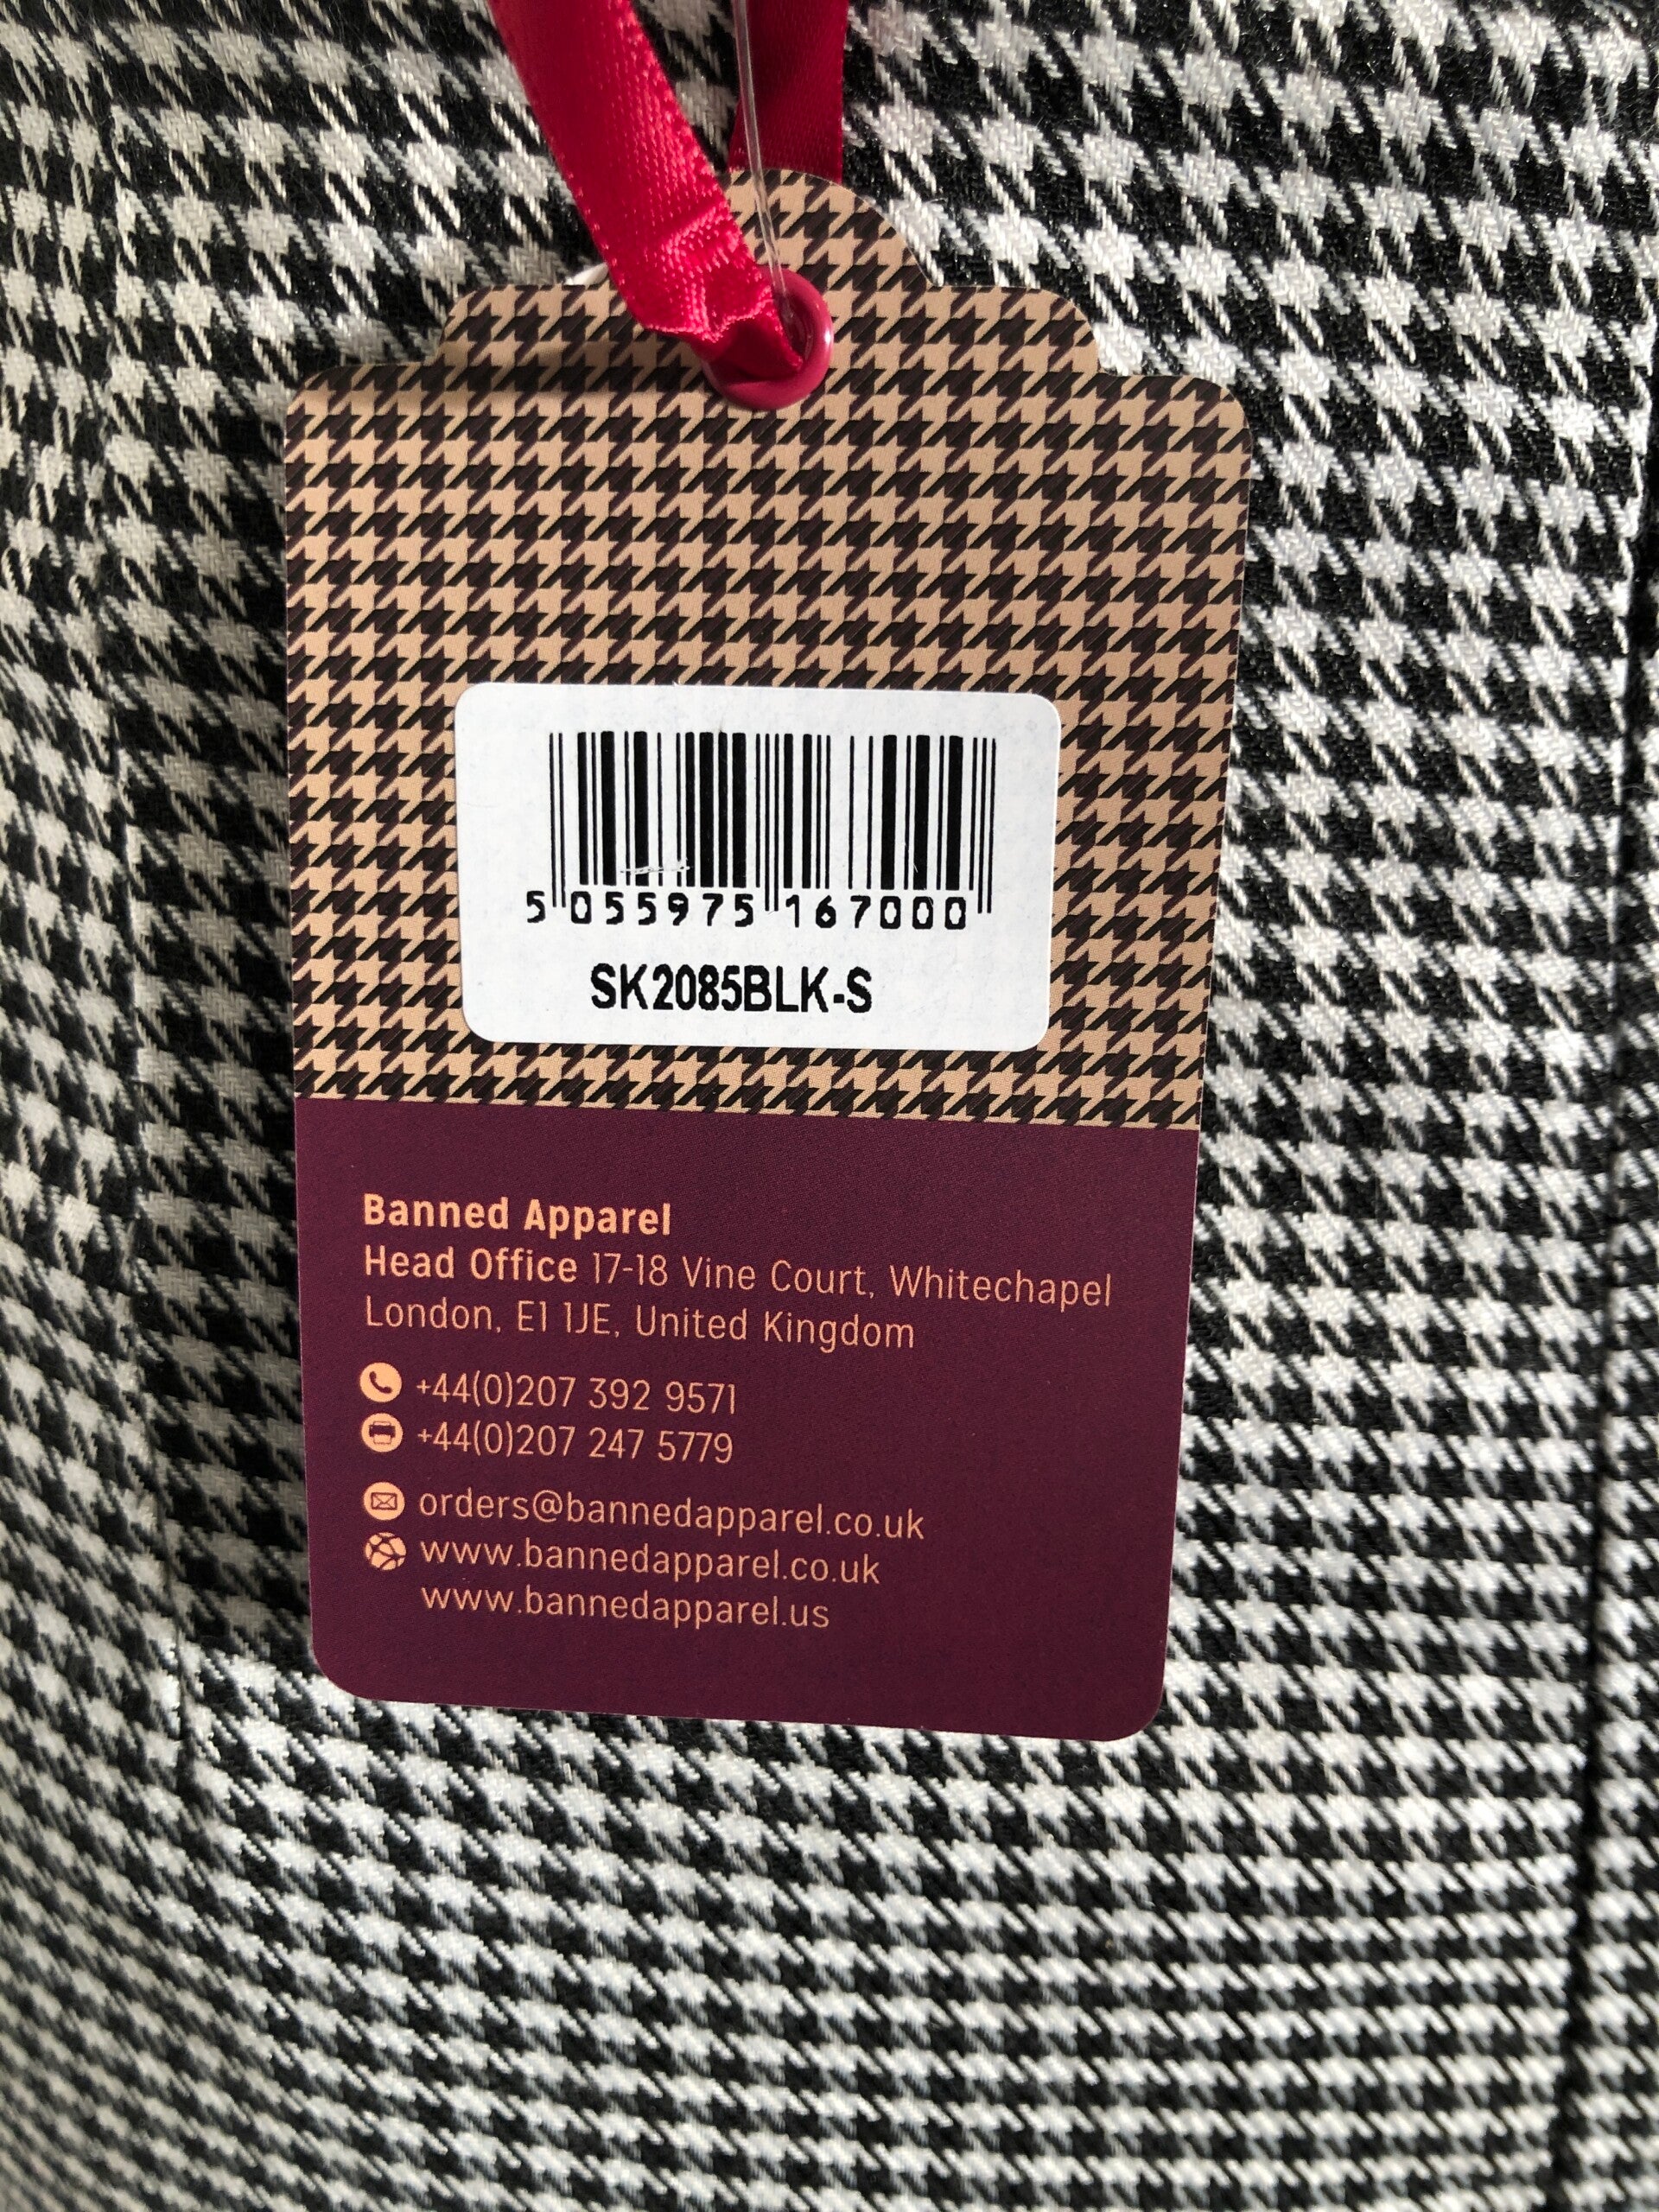 5 055975 167000
SK2085BLK-S
Banned Apparel
Head Office 17-18 Vine Court, Whitechapel
London, E1 1JE, United Kingdom
+44(0)207 392 9571
+44(0)207 247 5779
orders@bannedapparel.co.uk
www.bannedapparel.co.uk
www.bannedapparel.us